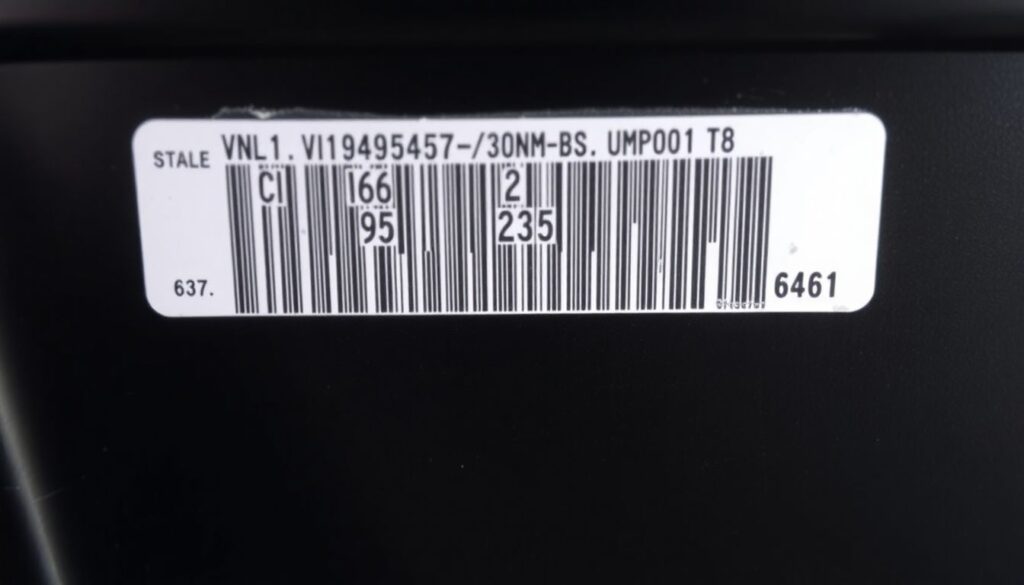 STALE VNL1. VI19495457-/30NM-BS. UMP001 T8
CI 166 2
95 235
637. 6461